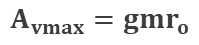 Aᵥmax = gmrₒ